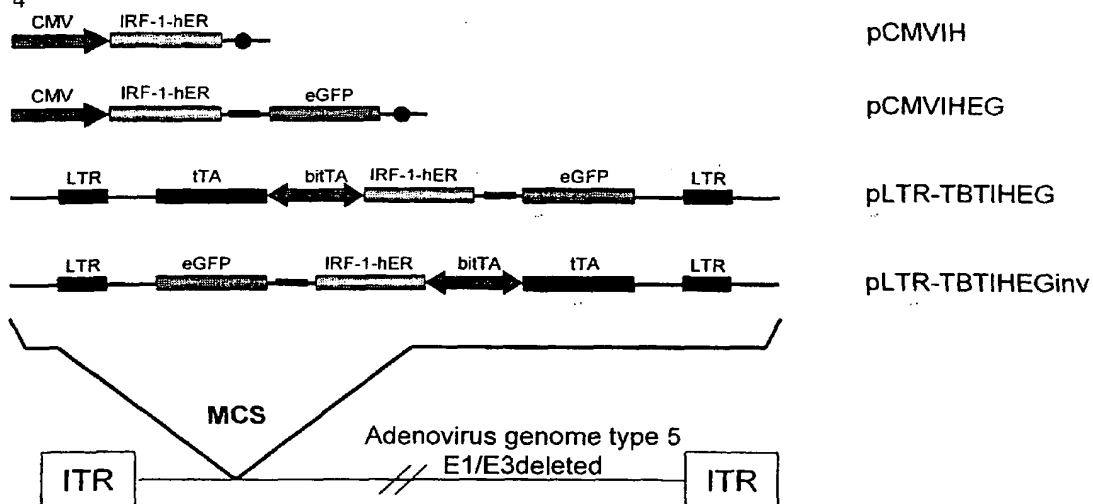 4
CMV IRF-1-hER pCMVIH
CMV IRF-1-hER eGFP pCMVIHEG
LTR tTA bitTA IRF-1-hER eGFP LTR pLTR-TBTIHEG
LTR eGFP IRF-1-hER bitTA tTA LTR pLTR-TBTIHEGinv
MCS
Adenovirus genome type 5
E1/E3deleted
ITR ITR